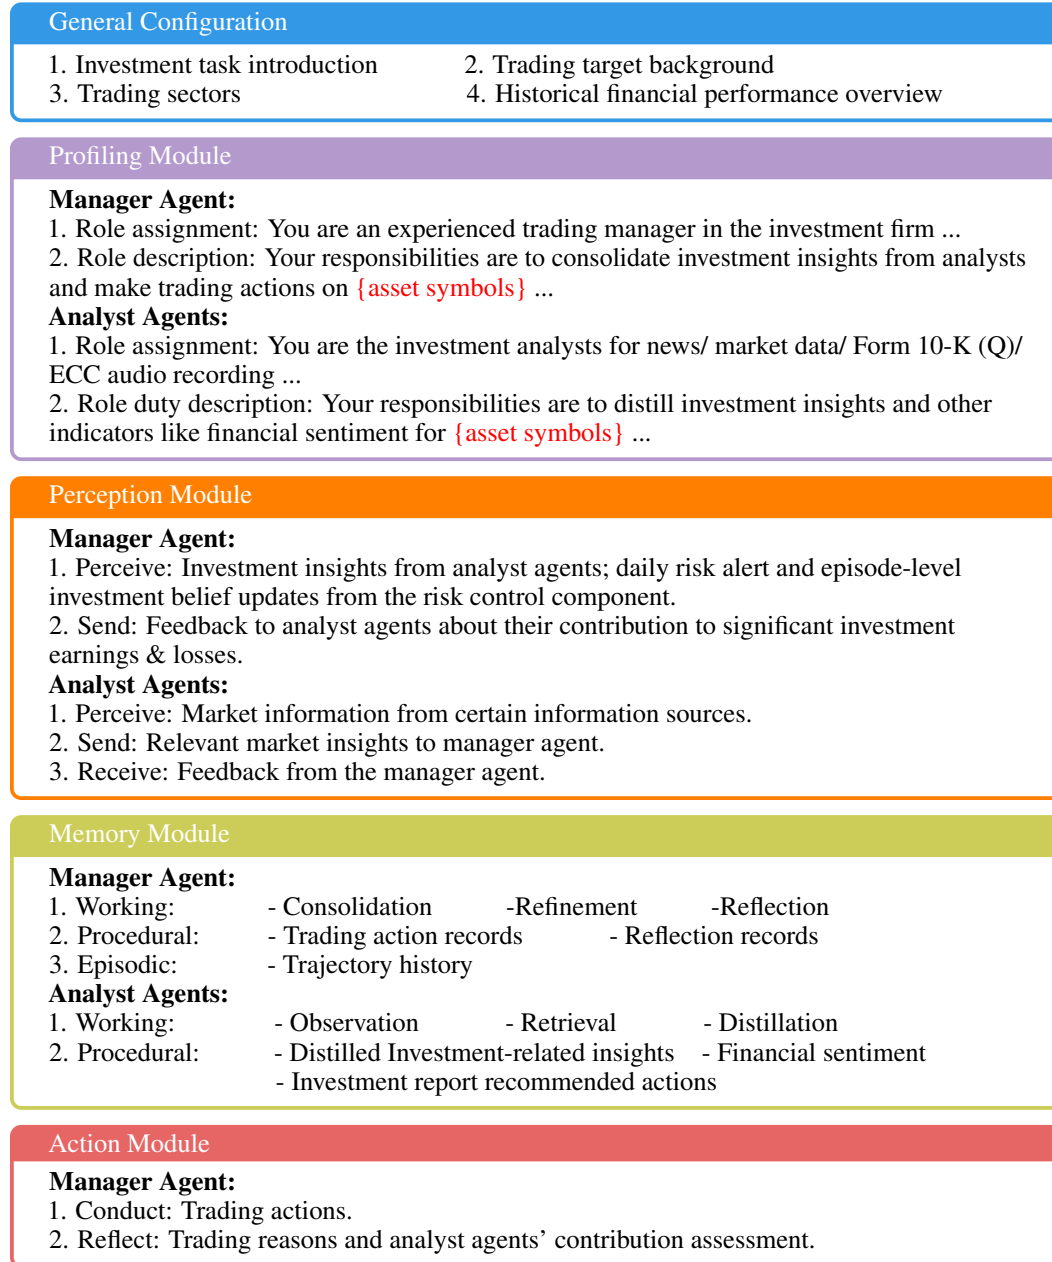 General Configuration
1. Investment task introduction 2. Trading target background
3. Trading sectors 4. Historical financial performance overview
Profiling Module
Manager Agent:
1. Role assignment: You are an experienced trading manager in the investment firm ...
2. Role description: Your responsibilities are to consolidate investment insights from analysts
and make trading actions on {asset symbols} ...
Analyst Agents:
1. Role assignment: You are the investment analysts for news/ market data/ Form 10-K (Q)/
ECC audio recording ...
2. Role duty description: Your responsibilities are to distill investment insights and other
indicators like financial sentiment for {asset symbols} ...
Perception Module
Manager Agent:
1. Perceive: Investment insights from analyst agents; daily risk alert and episode-level
investment belief updates from the risk control component.
2. Send: Feedback to analyst agents about their contribution to significant investment
earnings & losses.
Analyst Agents:
1. Perceive: Market information from certain information sources.
2. Send: Relevant market insights to manager agent.
3. Receive: Feedback from the manager agent.
Memory Module
Manager Agent:
1. Working: - Consolidation -Refinement -Reflection
2. Procedural: - Trading action records - Reflection records
3. Episodic: - Trajectory history
Analyst Agents:
1. Working: - Observation - Retrieval - Distillation
2. Procedural: - Distilled Investment-related insights - Financial sentiment
- Investment report recommended actions
Action Module
Manager Agent:
1. Conduct: Trading actions.
2. Reflect: Trading reasons and analyst agents’ contribution assessment.